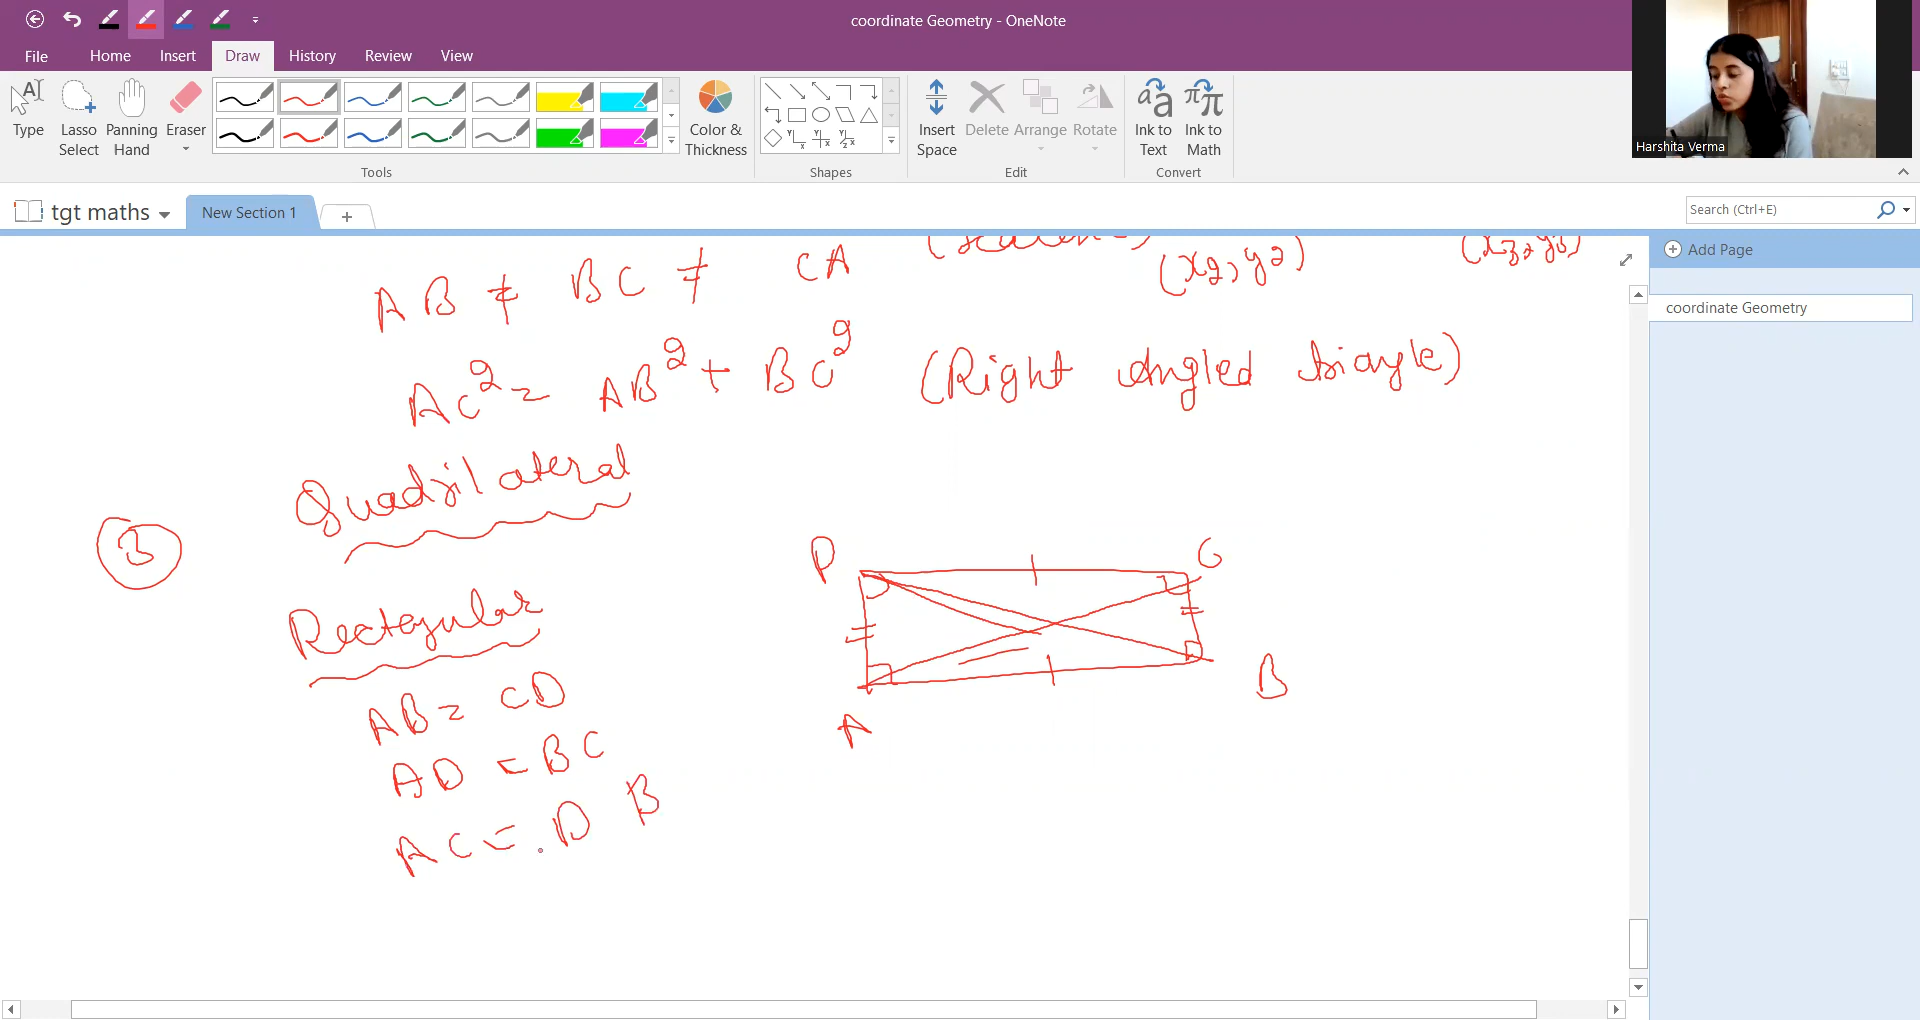 coordinate Geometry - OneNote
File Home Insert Draw History Review View
Type Lasso Select Panning Hand Eraser
Color & Thickness
Insert Space Delete Arrange Rotate
Ink to Text Ink to Math
Tools Shapes Edit Convert
Harshita Verma
tgt maths New Section 1 +
Search (Ctrl+E)
Add Page
coordinate Geometry
AB ≠ BC ≠ CA
(x2, y2) (x3, y3)
AC² = AB² + BC² (Right Angled triangle)
3 Quadrilateral
D C
Rectangular
A B
AB = CD
AD = BC
AC = DB